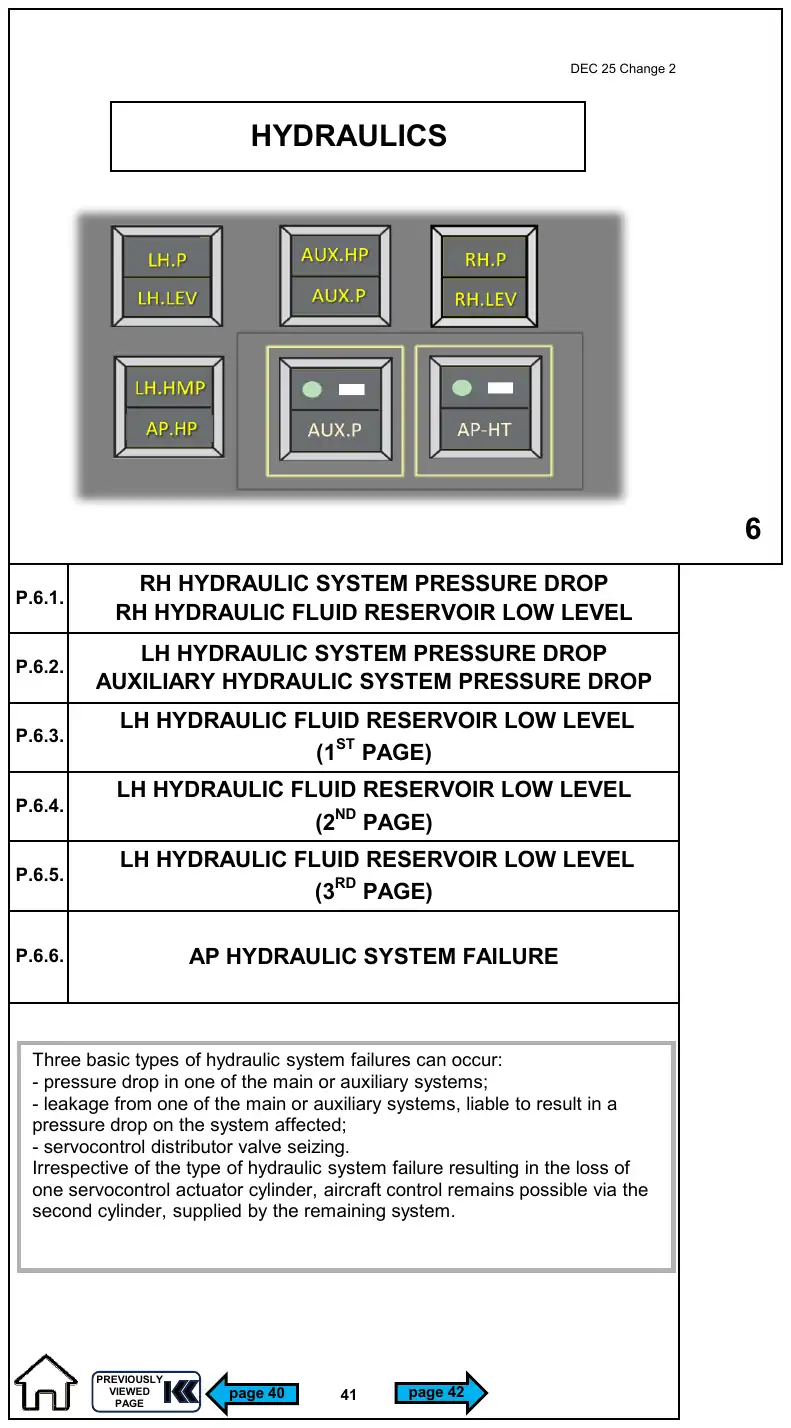 DEC 25 Change 2
HYDRAULICS
LH.P
LH.LEV
AUX.HP
AUX.P
RH.P
RH.LEV
LH.HMP
AP.HP
AUX.P
AP-HT
6
P.6.1.
RH HYDRAULIC SYSTEM PRESSURE DROP
RH HYDRAULIC FLUID RESERVOIR LOW LEVEL
P.6.2.
LH HYDRAULIC SYSTEM PRESSURE DROP
AUXILIARY HYDRAULIC SYSTEM PRESSURE DROP
P.6.3.
LH HYDRAULIC FLUID RESERVOIR LOW LEVEL
(1ST PAGE)
P.6.4.
LH HYDRAULIC FLUID RESERVOIR LOW LEVEL
(2ND PAGE)
P.6.5.
LH HYDRAULIC FLUID RESERVOIR LOW LEVEL
(3RD PAGE)
P.6.6.
AP HYDRAULIC SYSTEM FAILURE
Three basic types of hydraulic system failures can occur:
- pressure drop in one of the main or auxiliary systems;
- leakage from one of the main or auxiliary systems, liable to result in a
pressure drop on the system affected;
- servocontrol distributor valve seizing.
Irrespective of the type of hydraulic system failure resulting in the loss of
one servocontrol actuator cylinder, aircraft control remains possible via the
second cylinder, supplied by the remaining system.
PREVIOUSLY
VIEWED
PAGE
page 40
41
page 42